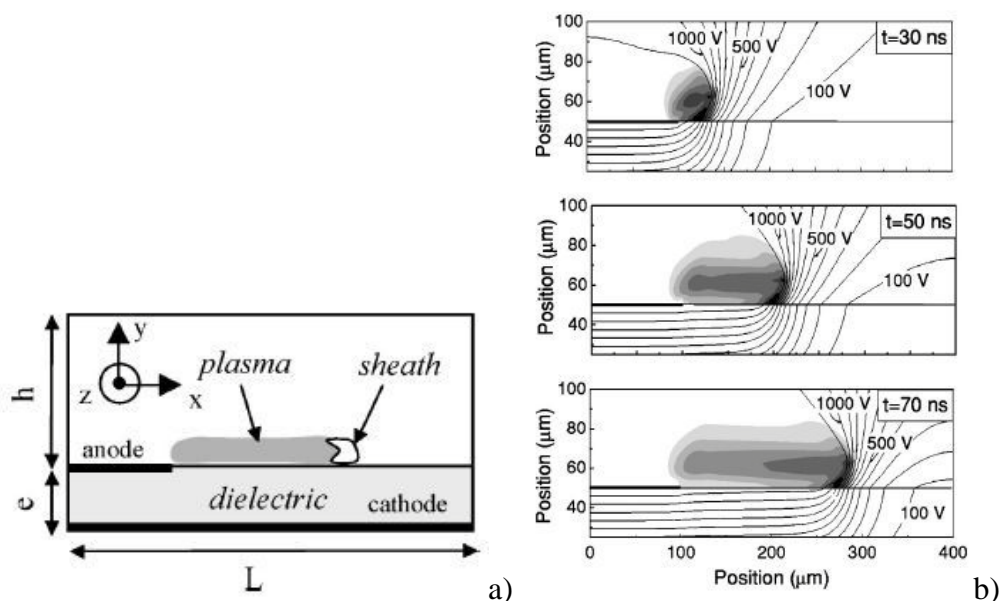 h
y
z
x
plasma
sheath
anode
e
dielectric
cathode
L
a)
100
80
60
40
Position (μm)
1000 V
500 V
100 V
t=30 ns
100
80
60
40
Position (μm)
1000 V
500 V
100 V
t=50 ns
100
80
60
40
Position (μm)
1000 V
500 V
100 V
t=70 ns
0 100 200 300 400
Position (μm)
b)